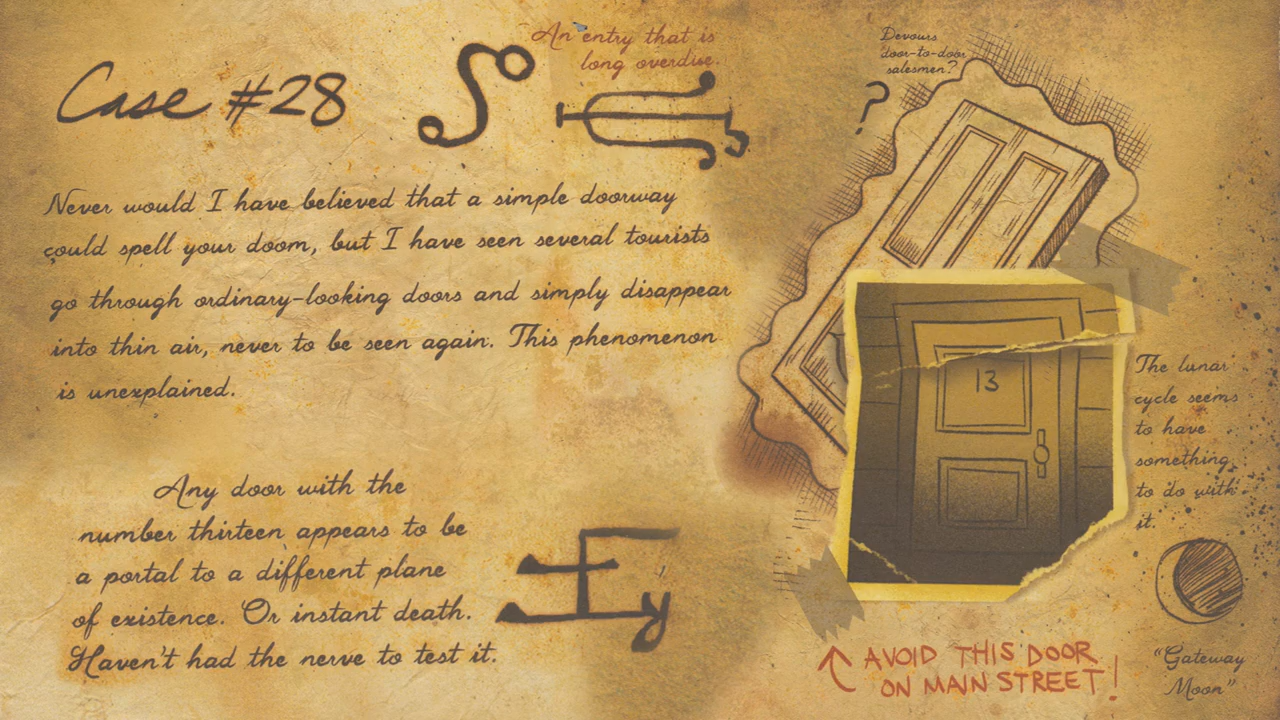 Case #28
An entry that is
long overdue.
Never would I have believed that a simple doorway
could spell your doom, but I have seen several tourists
go through ordinary-looking doors and simply disappear
into thin air, never to be seen again. This phenomenon
is unexplained.
Any door with the
number thirteen appears to be
a portal to a different plane
of existence. Or instant death.
Haven't had the nerve to test it.
Devours
door-to-door
salesmen?
?
13
The lunar
cycle seems
to have
something
to do with
it.
"Gateway
Moon"
AVOID THIS DOOR
ON MAIN STREET!